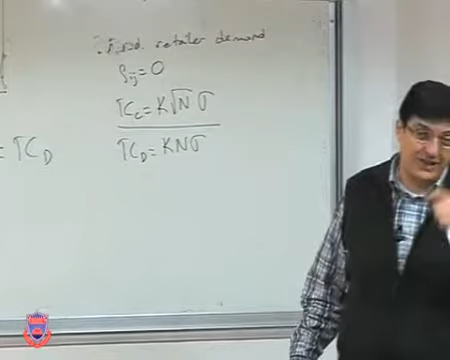 i.i.d. retailer demand
ρij = 0
TCc = K√N σ
= TCD
TCD = KNσ